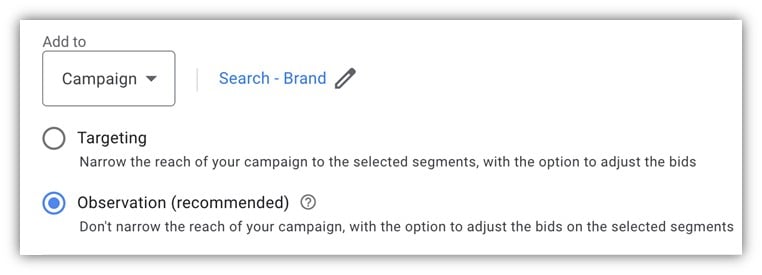 Add to
Campaign Search - Brand
Targeting
Narrow the reach of your campaign to the selected segments, with the option to adjust the bids
Observation (recommended)
Don't narrow the reach of your campaign, with the option to adjust the bids on the selected segments